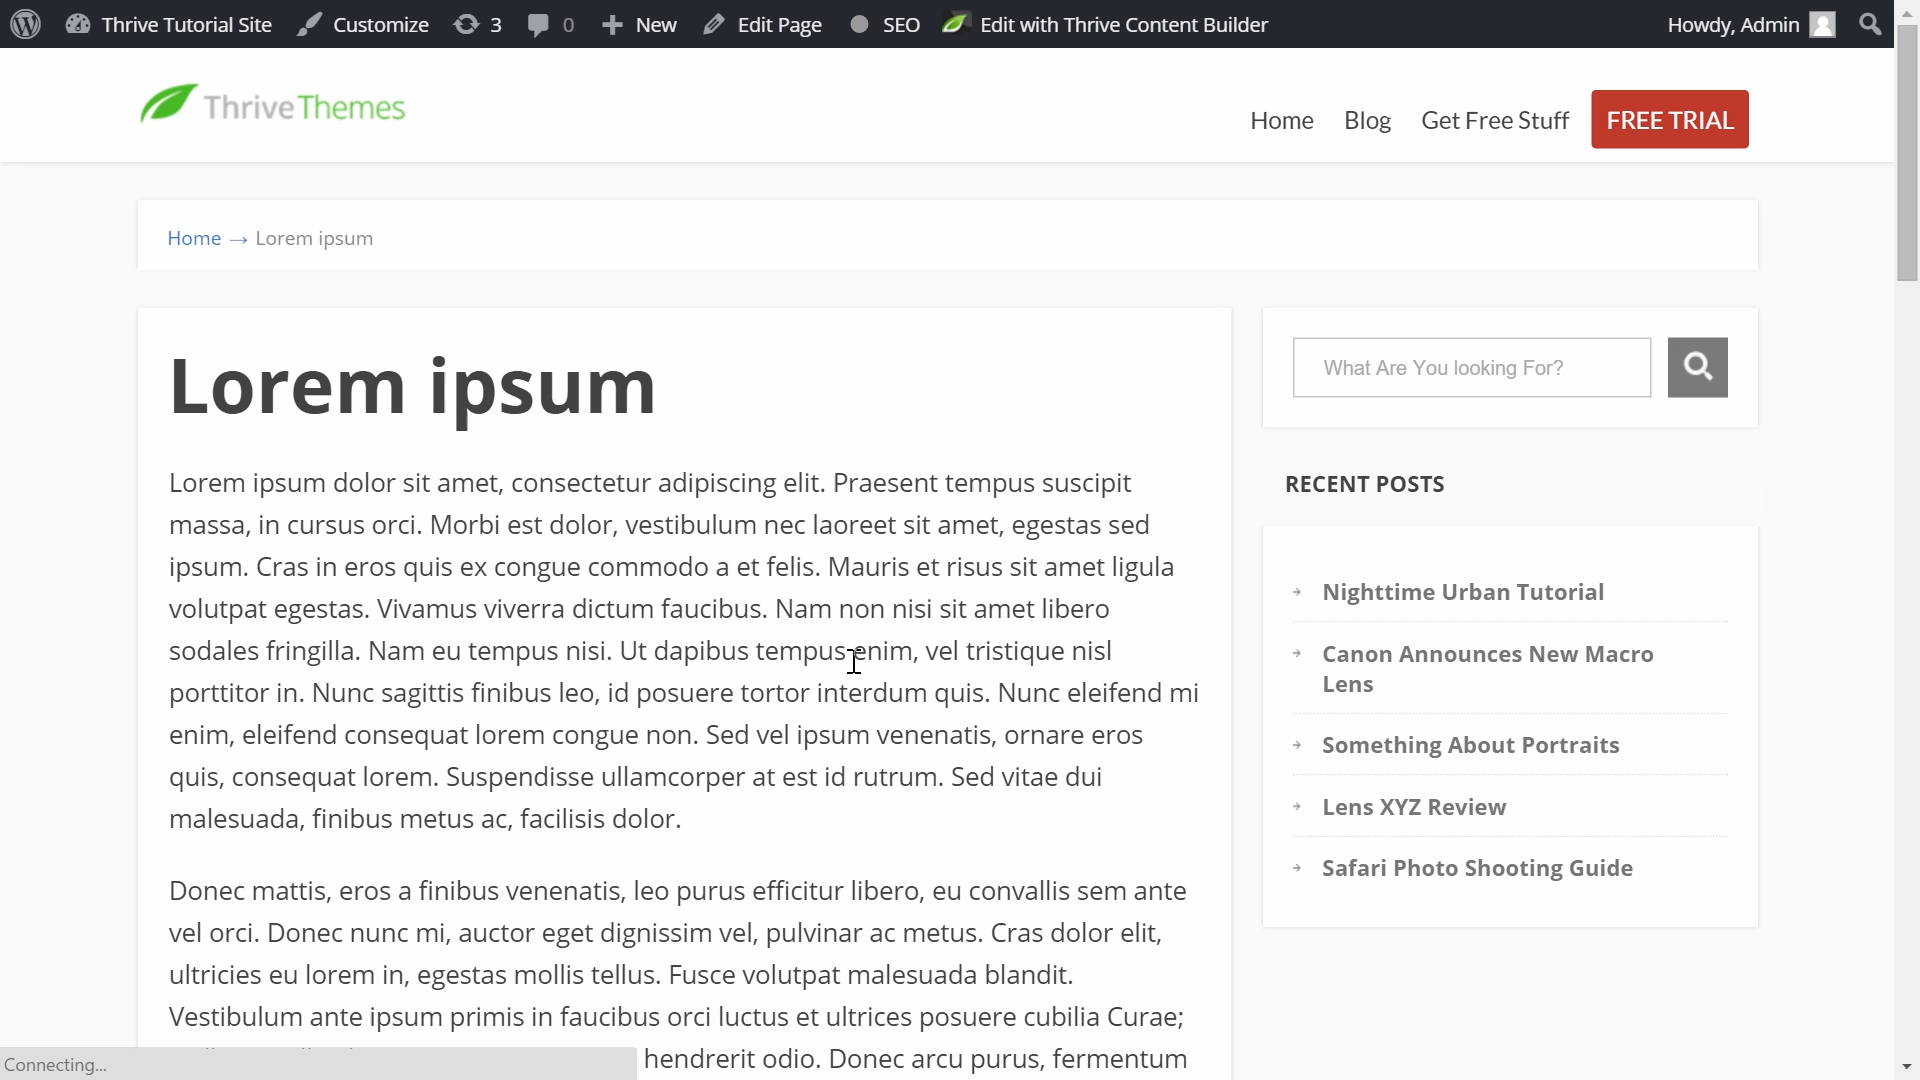 Thrive Tutorial Site Customize 3 0 New Edit Page SEO Edit with Thrive Content Builder Howdy, Admin
ThriveThemes
Home Blog Get Free Stuff FREE TRIAL
Home → Lorem ipsum
Lorem ipsum
Lorem ipsum dolor sit amet, consectetur adipiscing elit. Praesent tempus suscipit
massa, in cursus orci. Morbi est dolor, vestibulum nec laoreet sit amet, egestas sed
ipsum. Cras in eros quis ex congue commodo a et felis. Mauris et risus sit amet ligula
volutpat egestas. Vivamus viverra dictum faucibus. Nam non nisi sit amet libero
sodales fringilla. Nam eu tempus nisi. Ut dapibus tempus enim, vel tristique nisl
porttitor in. Nunc sagittis finibus leo, id posuere tortor interdum quis. Nunc eleifend mi
enim, eleifend consequat lorem congue non. Sed vel ipsum venenatis, ornare eros
quis, consequat lorem. Suspendisse ullamcorper at est id rutrum. Sed vitae dui
malesuada, finibus metus ac, facilisis dolor.
Donec mattis, eros a finibus venenatis, leo purus efficitur libero, eu convallis sem ante
vel orci. Donec nunc mi, auctor eget dignissim vel, pulvinar ac metus. Cras dolor elit,
ultricies eu lorem in, egestas mollis tellus. Fusce volutpat malesuada blandit.
Vestibulum ante ipsum primis in faucibus orci luctus et ultrices posuere cubilia Curae;
hendrerit odio. Donec arcu purus, fermentum
What Are You looking For?
RECENT POSTS
Nighttime Urban Tutorial
Canon Announces New Macro
Lens
Something About Portraits
Lens XYZ Review
Safari Photo Shooting Guide
Connecting...